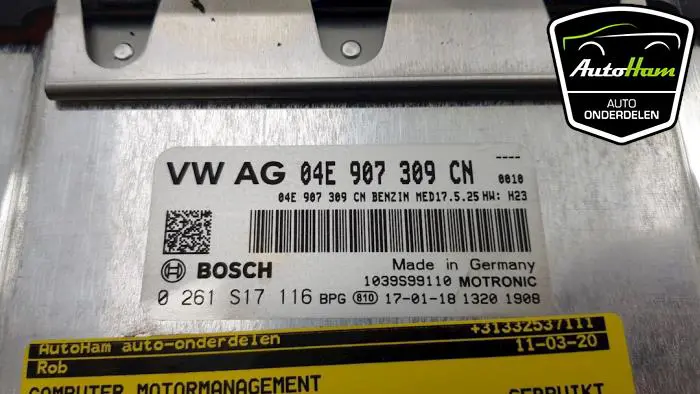 AutoHam
AUTO
ONDERDELEN
VW AG 04E 907 309 CN
----
0010
04E 907 309 CN BENZIN MED17.5.25 HW: H23
BOSCH
Made in Germany
1039S99110 MOTRONIC
0 261 S17 116 BPG 810 17-01-18 1320 1908
+31332537111
AutoHam auto-onderdelen
11-03-20
Rob
COMPUTER MOTORMANAGEMENT
GEBRUIKT